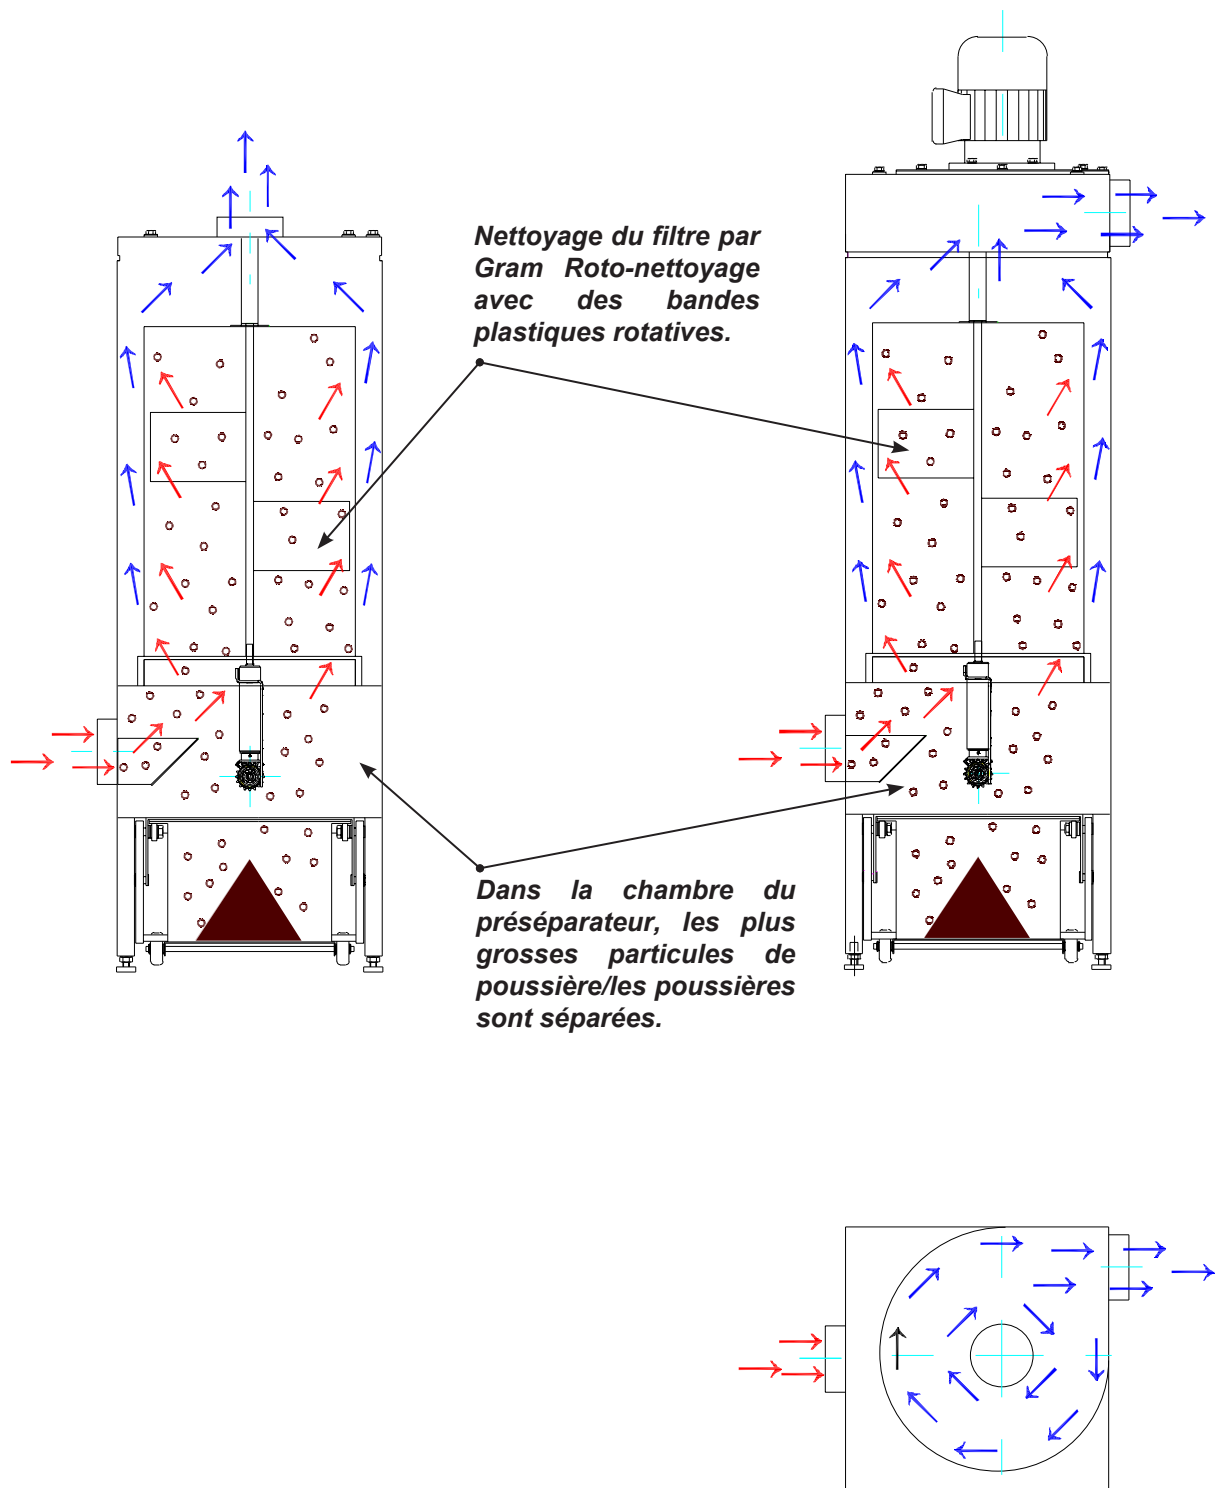 Nettoyage du filtre par
Gram Roto-nettoyage
avec des bandes
plastiques rotatives.
Dans la chambre du
préséparateur, les plus
grosses particules de
poussière/les poussières
sont séparées.